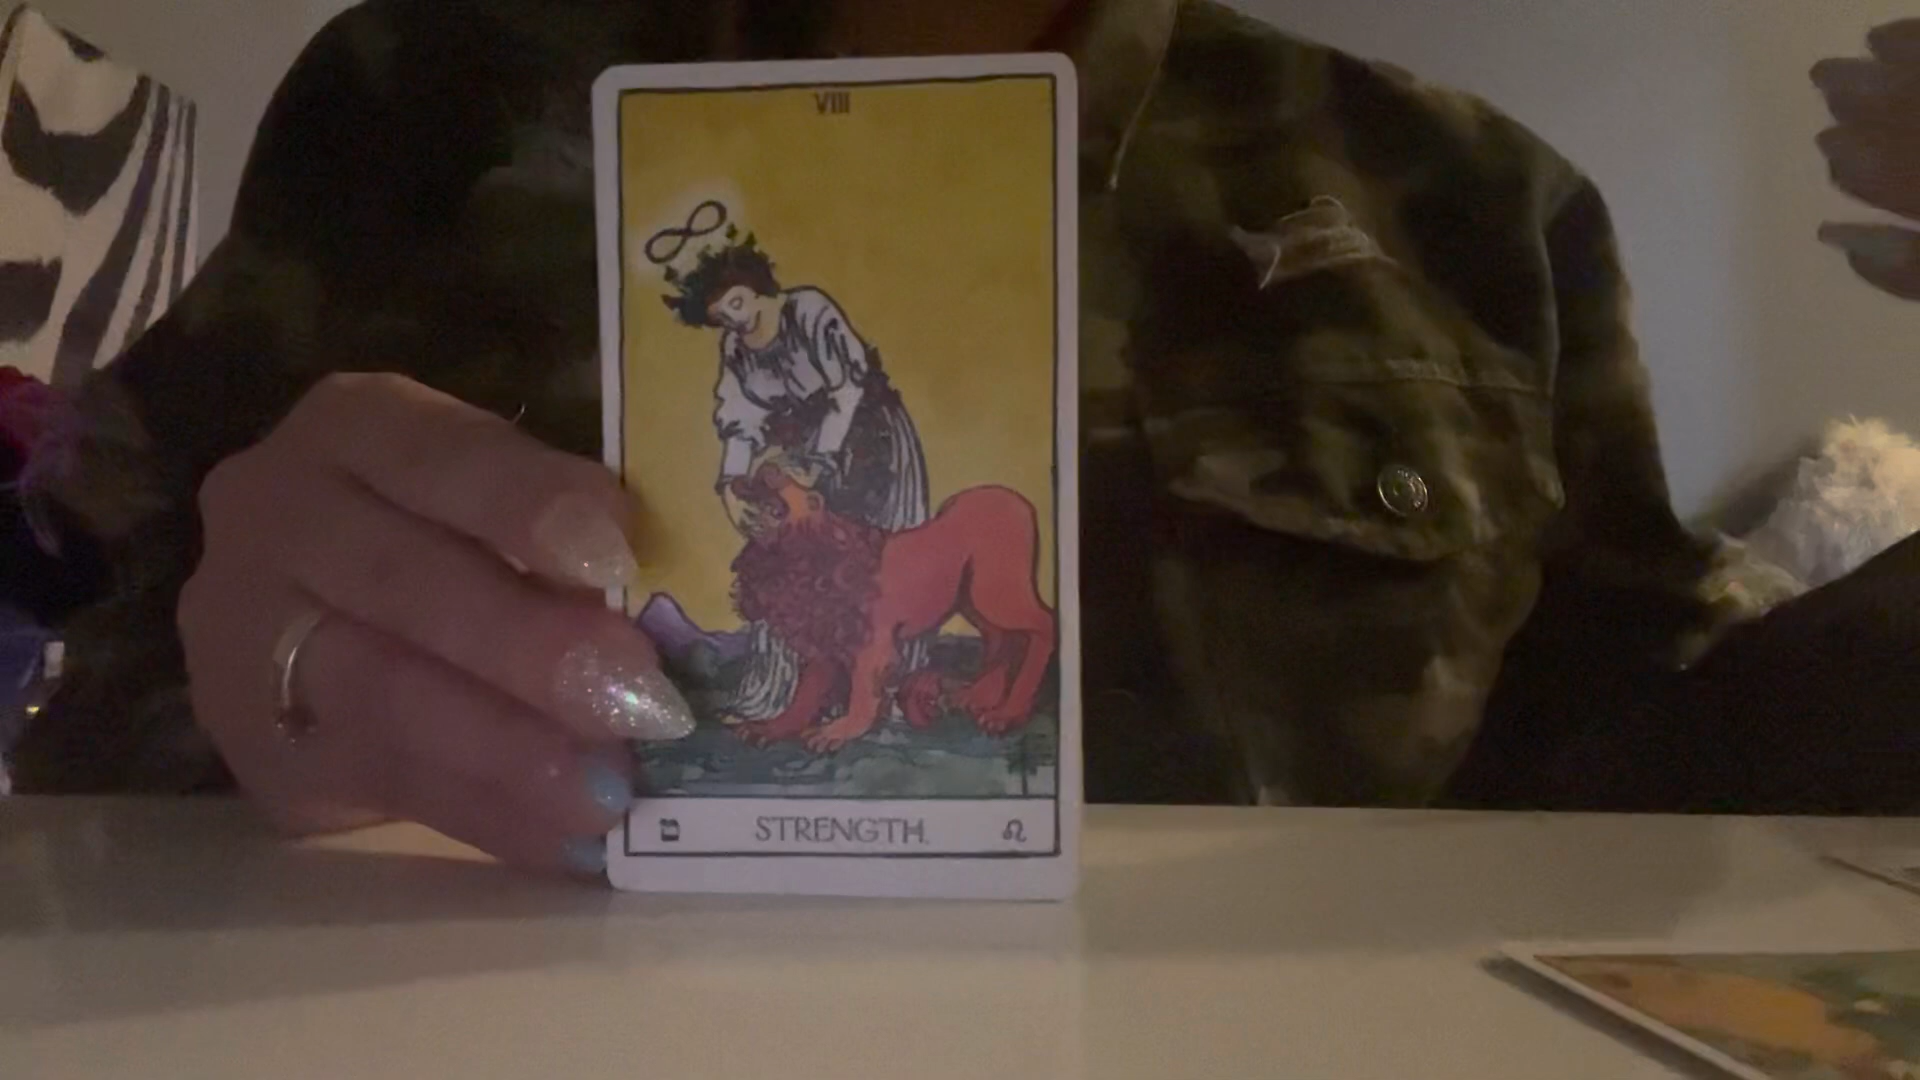 VIII
ט STRENGTH. ♌